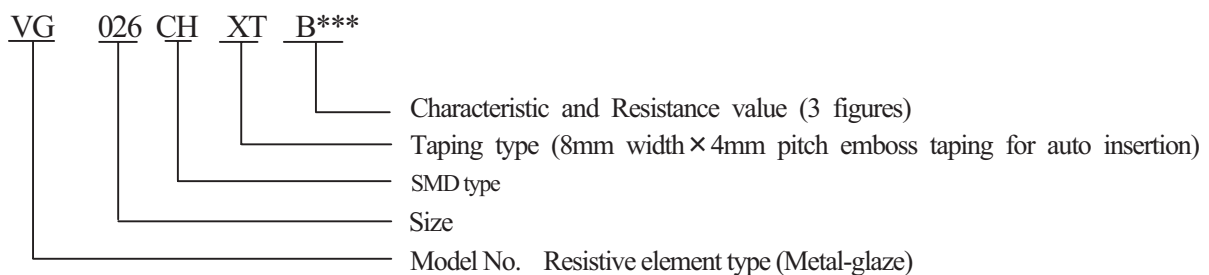 VG 026 CH XT B***
Characteristic and Resistance value (3 figures)
Taping type (8mm width×4mm pitch emboss taping for auto insertion)
SMD type
Size
Model No. Resistive element type (Metal-glaze)